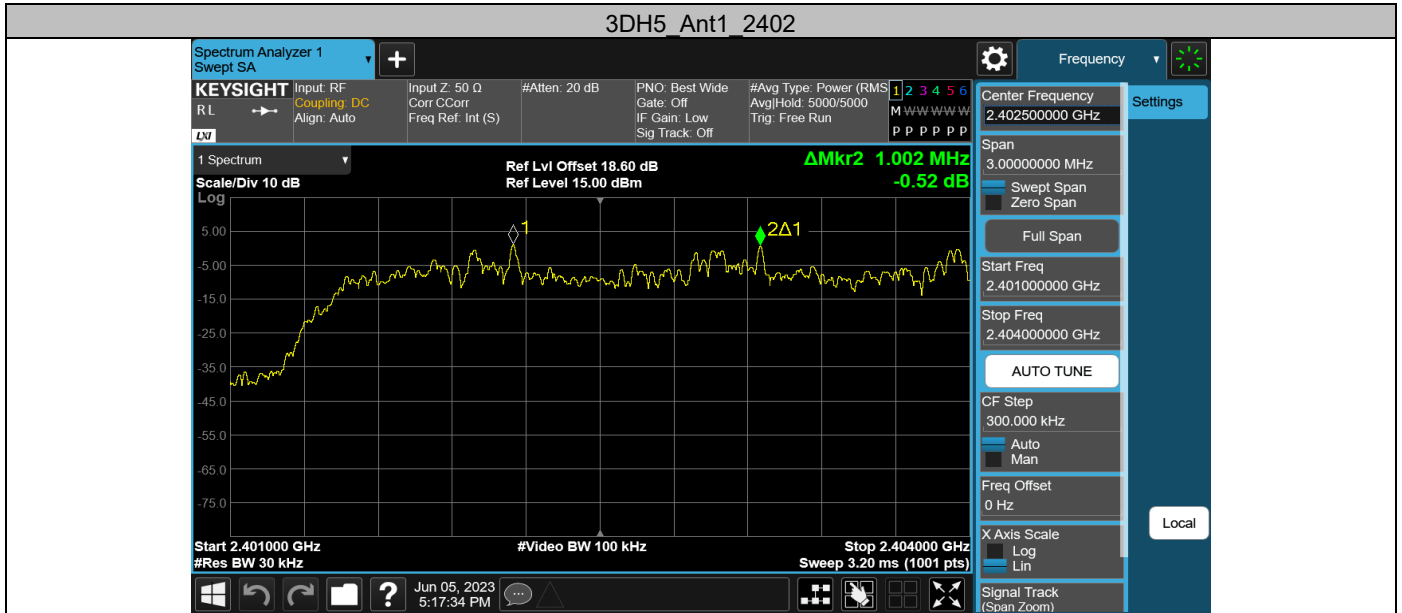 3DH5_Ant1_2402
Spectrum Analyzer 1
Swept SA
+
Frequency
KEYSIGHT
RL
LXI
Input: RF
Coupling: DC
Align: Auto
Input Z: 50 Ω
Corr CCorr
Freq Ref: Int (S)
#Atten: 20 dB
PNO: Best Wide
Gate: Off
IF Gain: Low
Sig Track: Off
#Avg Type: Power (RMS
Avg|Hold: 5000/5000
Trig: Free Run
1 2 3 4 5 6
M W W W W W
P P P P P P
Center Frequency
2.402500000 GHz
Settings
Span
3.00000000 MHz
Swept Span
Zero Span
Full Span
Start Freq
2.401000000 GHz
Stop Freq
2.404000000 GHz
AUTO TUNE
CF Step
300.000 kHz
Auto
Man
Freq Offset
0 Hz
X Axis Scale
Log
Lin
Signal Track
(Span Zoom)
Local
1 Spectrum
Scale/Div 10 dB
Log
Ref Lvl Offset 18.60 dB
Ref Level 15.00 dBm
ΔMkr2 1.002 MHz
-0.52 dB
1
2Δ1
5.00
-5.00
-15.0
-25.0
-35.0
-45.0
-55.0
-65.0
-75.0
Start 2.401000 GHz
#Res BW 30 kHz
#Video BW 100 kHz
Stop 2.404000 GHz
Sweep 3.20 ms (1001 pts)
?
Jun 05, 2023
5:17:34 PM